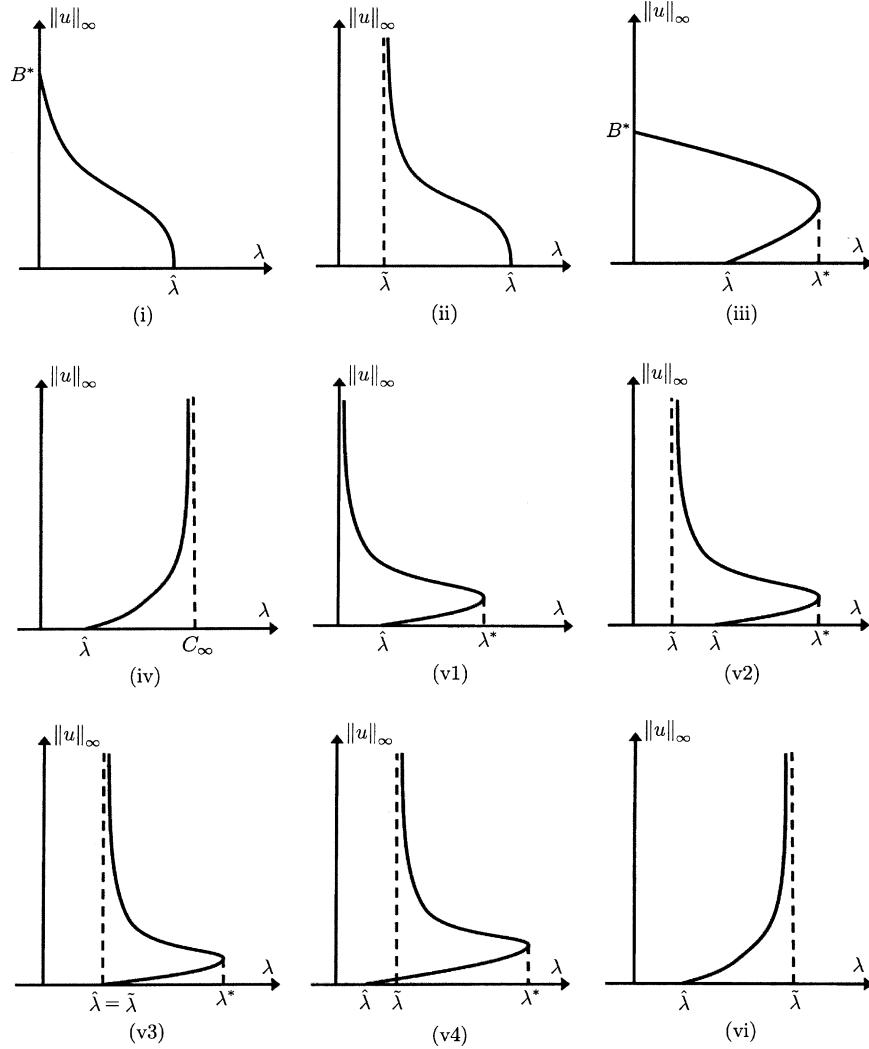 ‖u‖∞
B*
λ
λ̂
(i)
‖u‖∞
λ
λ̃
λ̂
(ii)
‖u‖∞
B*
λ
λ̂
λ*
(iii)
‖u‖∞
λ
λ̂
C∞
(iv)
‖u‖∞
λ
λ̂
λ*
(v1)
‖u‖∞
λ
λ̃
λ̂
λ*
(v2)
‖u‖∞
λ
λ̂ = λ̃
λ*
(v3)
‖u‖∞
λ
λ̂
λ̃
λ*
(v4)
‖u‖∞
λ
λ̂
λ̃
(vi)